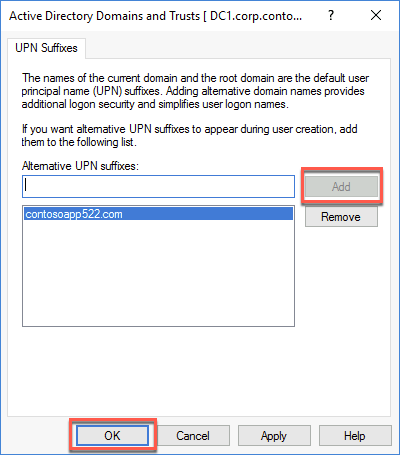 Active Directory Domains and Trusts [ DC1.corp.conto...
?
UPN Suffixes
The names of the current domain and the root domain are the default user
principal name (UPN) suffixes. Adding alternative domain names provides
additional logon security and simplifies user logon names.
If you want alternative UPN suffixes to appear during user creation, add
them to the following list.
Alternative UPN suffixes:
Add
contosoapp522.com
Remove
OK
Cancel
Apply
Help